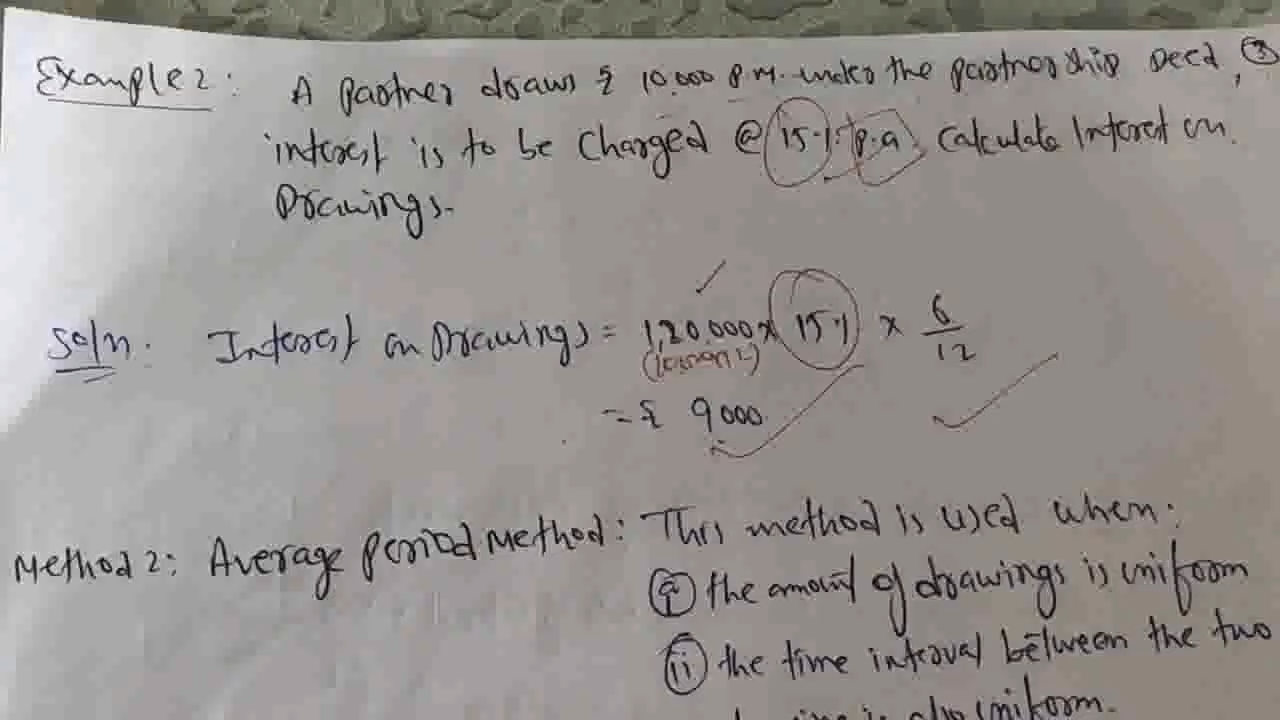 Example 2: A partner draws ₹ 10,000 P.M. under the partnership Deed, ③
interest is to be charged @ 15% p.a. Calculate Interest on
Drawings.
Soln. Interest on Drawings = 1,20,000 x 15% x 6/12
= ₹ 9000
Method 2: Average period Method: This method is used when:
(i) the amount of drawings is uniform
(ii) the time interval between the two
is also uniform.